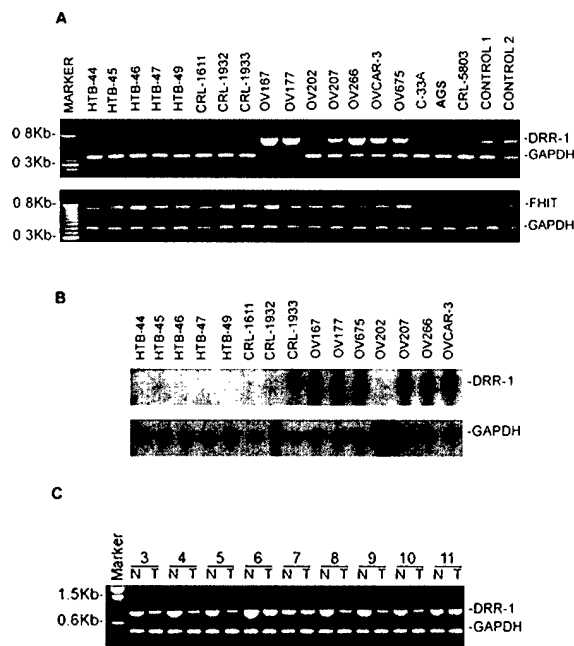 A
MARKER
HTB-44
HTB-45
HTB-46
HTB-47
HTB-49
CRL-1611
CRL-1932
CRL-1933
OV167
OV177
OV202
OV207
OV266
OVCAR-3
OV675
C-33A
AGS
CRL-5803
CONTROL 1
CONTROL 2
0 8Kb-
-DRR-1
-GAPDH
0 3Kb-
0 8Kb-
-FHIT
-GAPDH
0 3Kb-
B
HTB-44
HTB-45
HTB-46
HTB-47
HTB-49
CRL-1611
CRL-1932
CRL-1933
OV167
OV177
OV675
OV202
OV207
OV266
OVCAR-3
-DRR-1
-GAPDH
C
Marker
3 4 5 6 7 8 9 10 11
N T N T N T N T N T N T N T N T N T
1.5Kb-
-DRR-1
0.6Kb-
-GAPDH